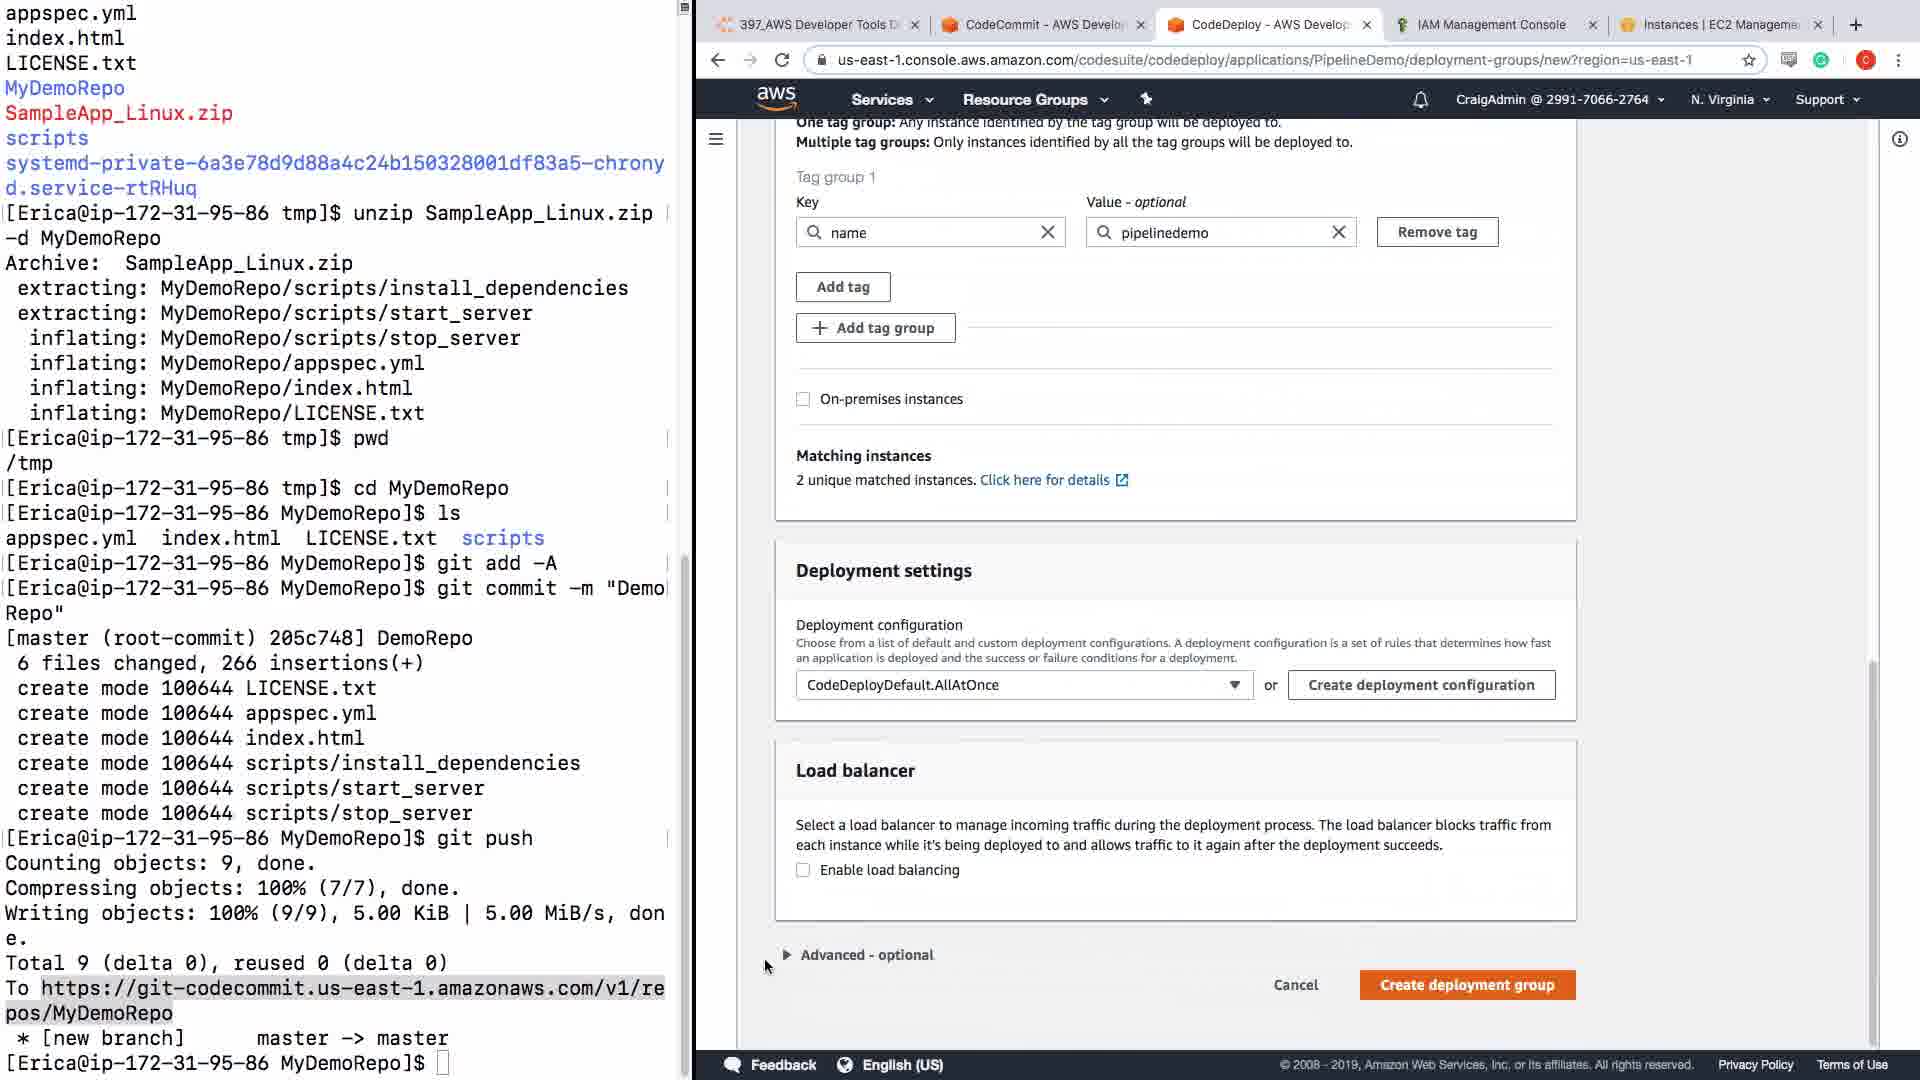 appspec.yml
index.html
LICENSE.txt
MyDemoRepo
SampleApp_Linux.zip
scripts
systemd-private-6a3e78d9d88a4c24b150328001df83a5-chrony
d.service-rtRHuq
[Erica@ip-172-31-95-86 tmp]$ unzip SampleApp_Linux.zip
-d MyDemoRepo
Archive:  SampleApp_Linux.zip
 extracting: MyDemoRepo/scripts/install_dependencies
 extracting: MyDemoRepo/scripts/start_server
  inflating: MyDemoRepo/scripts/stop_server
  inflating: MyDemoRepo/appspec.yml
  inflating: MyDemoRepo/index.html
  inflating: MyDemoRepo/LICENSE.txt
[Erica@ip-172-31-95-86 tmp]$ pwd
/tmp
[Erica@ip-172-31-95-86 tmp]$ cd MyDemoRepo
[Erica@ip-172-31-95-86 MyDemoRepo]$ ls
appspec.yml  index.html  LICENSE.txt  scripts
[Erica@ip-172-31-95-86 MyDemoRepo]$ git add -A
[Erica@ip-172-31-95-86 MyDemoRepo]$ git commit -m "Demo
Repo"
[master (root-commit) 205c748] DemoRepo
 6 files changed, 266 insertions(+)
 create mode 100644 LICENSE.txt
 create mode 100644 appspec.yml
 create mode 100644 index.html
 create mode 100644 scripts/install_dependencies
 create mode 100644 scripts/start_server
 create mode 100644 scripts/stop_server
[Erica@ip-172-31-95-86 MyDemoRepo]$ git push
Counting objects: 9, done.
Compressing objects: 100% (7/7), done.
Writing objects: 100% (9/9), 5.00 KiB | 5.00 MiB/s, don
e.
Total 9 (delta 0), reused 0 (delta 0)
To https://git-codecommit.us-east-1.amazonaws.com/v1/re
pos/MyDemoRepo
 * [new branch]      master -> master
[Erica@ip-172-31-95-86 MyDemoRepo]$
397_AWS Developer Tools D
CodeCommit - AWS Develop
CodeDeploy - AWS Develop
IAM Management Console
Instances | EC2 Manageme
us-east-1.console.aws.amazon.com/codesuite/codedeploy/applications/PipelineDemo/deployment-groups/new?region=us-east-1
C
aws
Services
Resource Groups
CraigAdmin @ 2991-7066-2764
N. Virginia
Support
One tag group: Any instance identified by the tag group will be deployed to.
Multiple tag groups: Only instances identified by all the tag groups will be deployed to.
Tag group 1
Key
Value - optional
name
pipelinedemo
Remove tag
Add tag
+ Add tag group
On-premises instances
Matching instances
2 unique matched instances. Click here for details
Deployment settings
Deployment configuration
Choose from a list of default and custom deployment configurations. A deployment configuration is a set of rules that determines how fast
an application is deployed and the success or failure conditions for a deployment.
CodeDeployDefault.AllAtOnce
or
Create deployment configuration
Load balancer
Select a load balancer to manage incoming traffic during the deployment process. The load balancer blocks traffic from
each instance while it's being deployed to and allows traffic to it again after the deployment succeeds.
Enable load balancing
Advanced - optional
Cancel
Create deployment group
Feedback
English (US)
© 2008 - 2019, Amazon Web Services, Inc. or its affiliates. All rights reserved.
Privacy Policy
Terms of Use